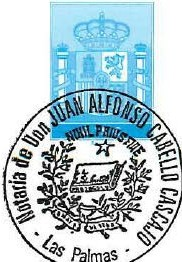 Notaría de Don JUAN ALFONSO CABELLO CASCAJO
NIHIL PRIUS FIDE
- Las Palmas -